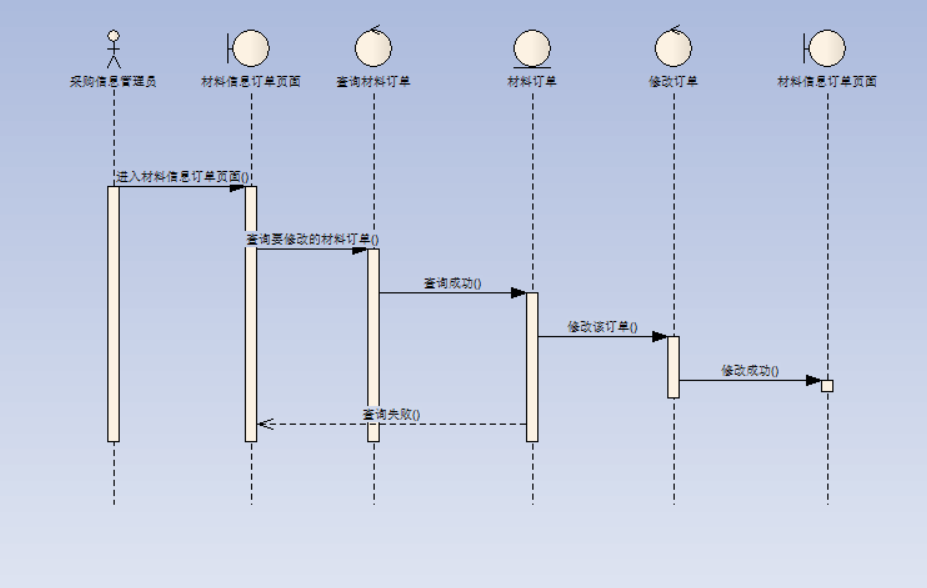 采购信息管理员
材料信息订单页面
查询材料订单
材料订单
修改订单
材料信息订单页面
进入材料信息订单页面()
查询要修改的材料订单()
查询成功()
修改该订单()
修改成功()
查询失败()